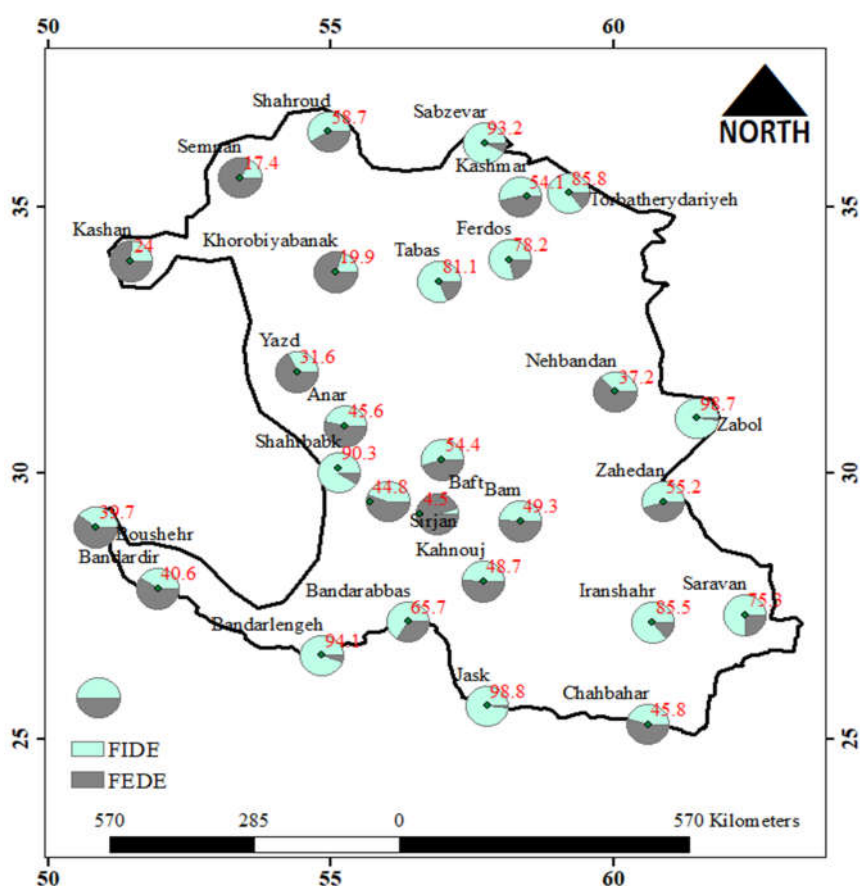 50 55 60
Shahroud
58.7
Sabzevar
93.2
NORTH
Semnan
17.4
Kashmar
54.1
85.8
Torbatherydariyeh
35 35
Kashan
24
Khorobiyabanak
19.9
Tabas
81.1
Ferdos
78.2
Yazd
31.6
Nehbandan
37.2
Anar
45.6
98.7
Zabol
Shahrbabk
90.3
54.4
30 30
Zahedan
55.2
44.8
Baft
4.5
Sirjan
Bam
49.3
39.7
Boushehr
Bandardir
40.6
Kahnouj
48.7
Bandarabbas
65.7
Iranshahr
85.5
Saravan
75.3
Bandarlengeh
94.1
Jask
98.8
Chahbahar
45.8
25 25
FIDE
FEDE
570 285 0 570 Kilometers
50 55 60